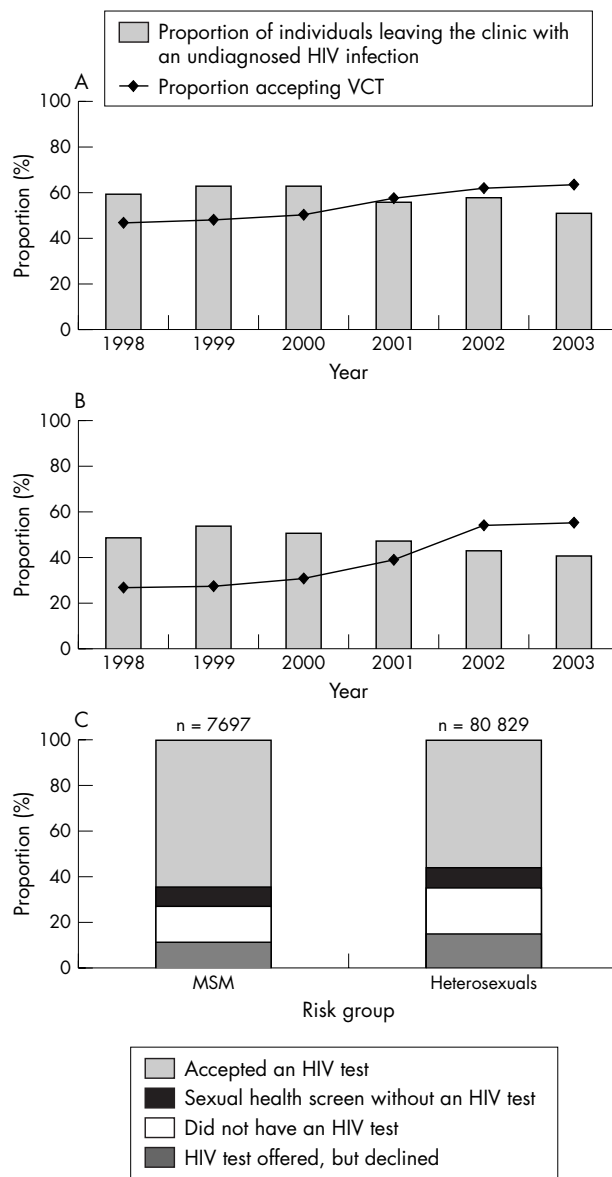 Proportion of individuals leaving the clinic with
an undiagnosed HIV infection
Proportion accepting VCT
A
100
80
60
40
20
0
Proportion (%)
1998 1999 2000 2001 2002 2003
Year
B
100
80
60
40
20
0
Proportion (%)
1998 1999 2000 2001 2002 2003
Year
C
n = 7697 n = 80 829
100
80
60
40
20
0
Proportion (%)
MSM Heterosexuals
Risk group
Accepted an HIV test
Sexual health screen without an HIV test
Did not have an HIV test
HIV test offered, but declined